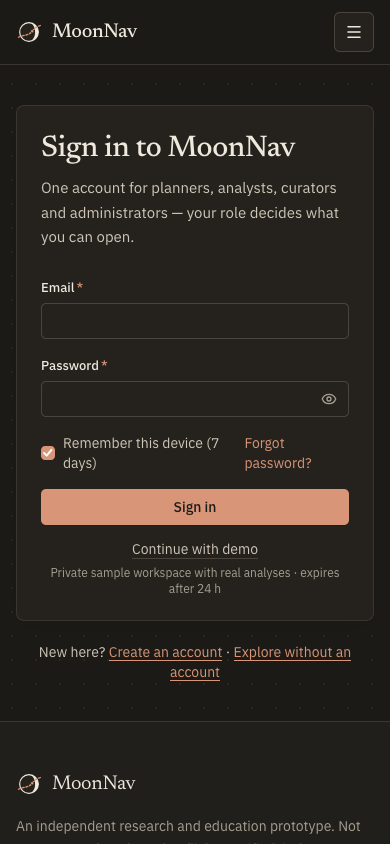 MoonNav
Sign in to MoonNav
One account for planners, analysts, curators
and administrators — your role decides what
you can open.
Email *
Password *
Remember this device (7
days)
Forgot
password?
Sign in
Continue with demo
Private sample workspace with real analyses · expires
after 24 h
New here? Create an account · Explore without an
account
MoonNav
An independent research and education prototype. Not